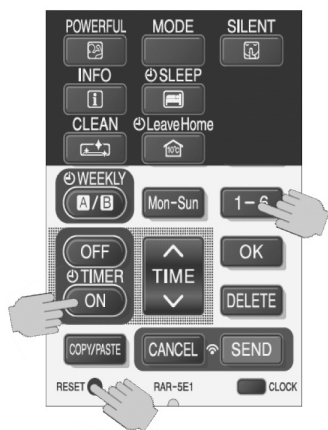 POWERFUL MODE SILENT
INFO SLEEP
i
CLEAN LeaveHome
10°C
WEEKLY
A/B Mon-Sun 1-6
OFF TIME OK
TIMER
ON DELETE
COPY/PASTE CANCEL SEND
RESET RAR-5E1 CLOCK